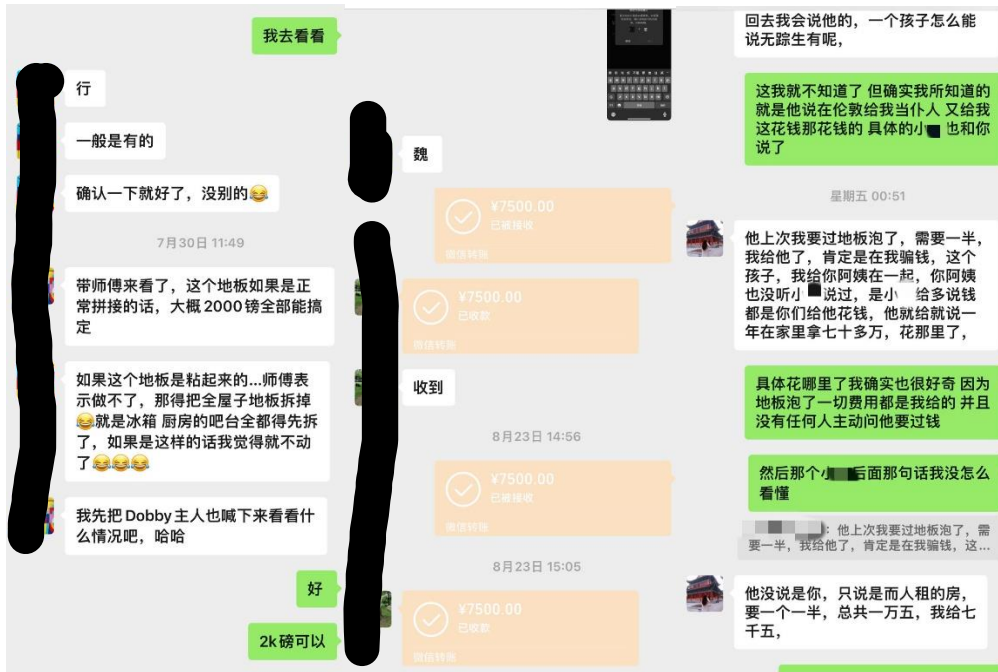 我去看看
行
一般是有的
确认一下就好了，没别的😂
7月30日 11:49
带师傅来看了，这个地板如果是正
常拼接的话，大概 2000 镑全部能搞
定
如果这个地板是粘起来的...师傅表
示做不了，那得把全屋子地板拆掉
😂就是冰箱 厨房的吧台全都得先拆
了，如果是这样的话我觉得就不动
了😂😂😂
我先把 Dobby 主人也喊下来看看什
么情况吧，哈哈
好
2k磅可以
魏
¥7500.00
已被接收
微信转账
¥7500.00
已收款
微信转账
收到
8月23日 14:56
¥7500.00
已被接收
微信转账
8月23日 15:05
¥7500.00
已收款
微信转账
回去我会说他的，一个孩子怎么能
说无踪生有呢，
这我就不知道了 但确实我所知道的
就是他说在伦敦给我当仆人 又给我
这花钱那花钱的 具体的小 也和你
说了
星期五 00:51
他上次我要过地板泡了，需要一半，
我给他了，肯定是在我骗钱，这个
孩子，我给你阿姨在一起，你阿姨
也没听小 说过，是小 给多说钱
都是你们给他花钱，他就给就说一
年在家里拿七十多万，花那里了，
具体花哪里了我确实也很好奇 因为
地板泡了一切费用都是我给的 并且
没有任何人主动问他要过钱
然后那个小 后面那句话我没怎么
看懂
：他上次我要过地板泡了，需
要一半，我给他了，肯定是在我骗钱，这...
他没说是你，只说是而人租的房，
要一个一半，总共一万五，我给七
千五，